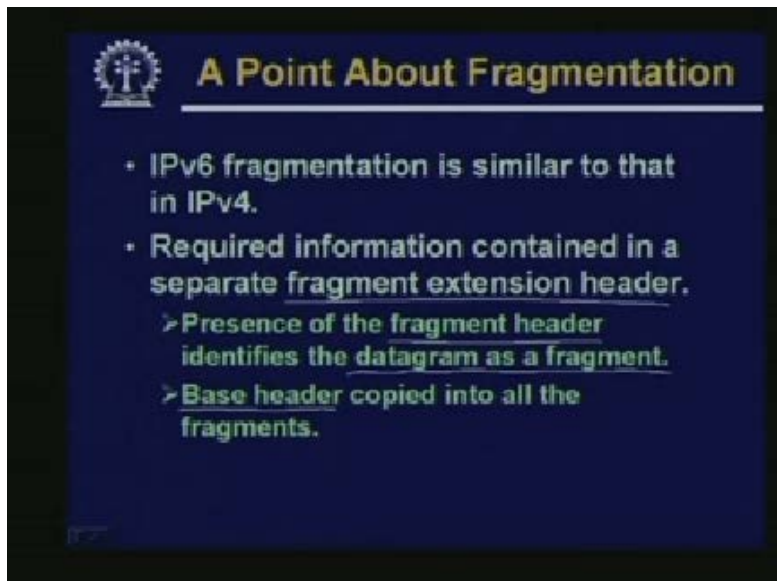 A Point About Fragmentation
• IPv6 fragmentation is similar to that
in IPv4.
• Required information contained in a
separate fragment extension header.
➢Presence of the fragment header
identifies the datagram as a fragment.
➢Base header copied into all the
fragments.